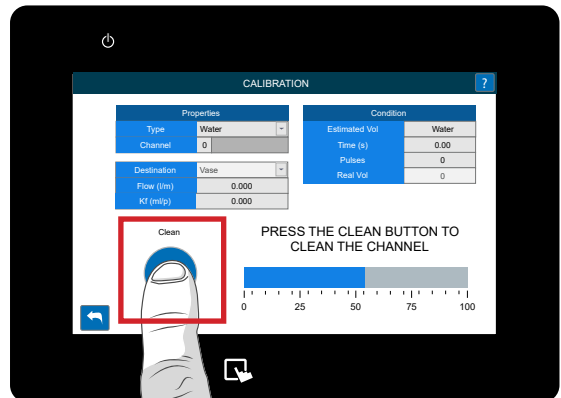 CALIBRATION
?
Properties
Type Water
Channel 0
Destination Vase
Flow (l/m) 0.000
Kf (ml/p) 0.000
Condition
Estimated Vol Water
Time (s) 0.00
Pulses 0
Real Vol 0
Clean
PRESS THE CLEAN BUTTON TO
CLEAN THE CHANNEL
0 25 50 75 100